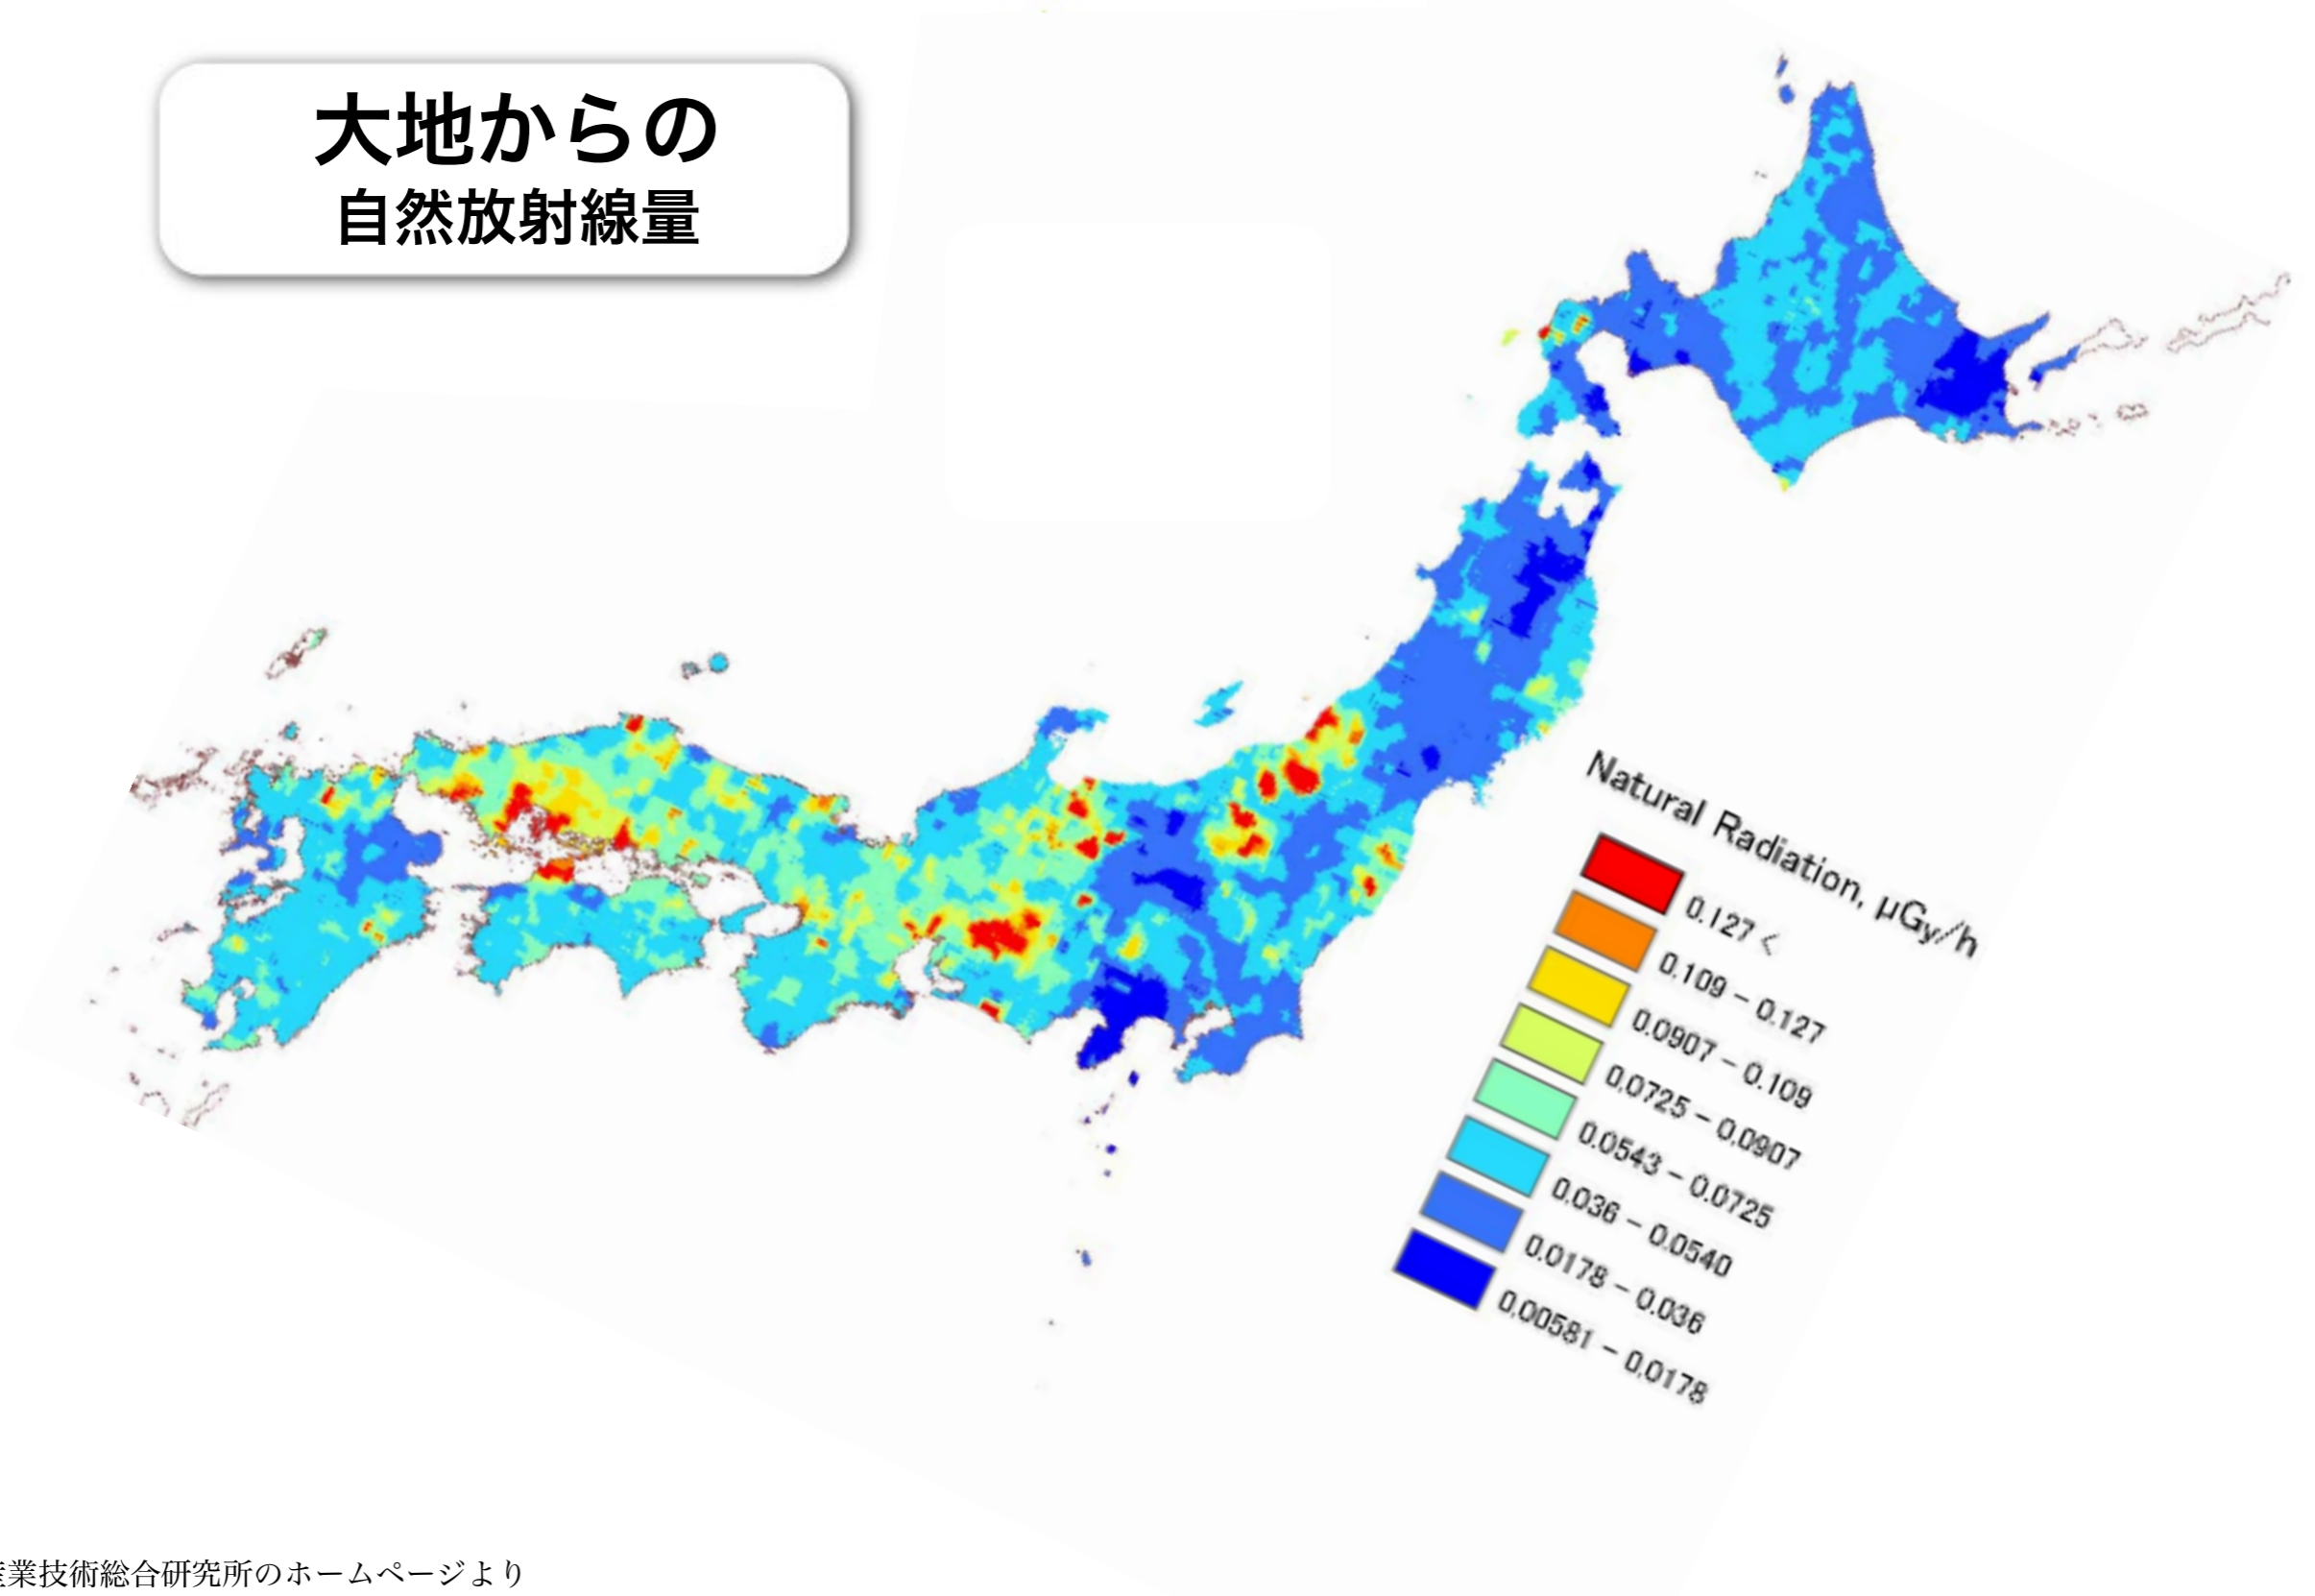 大地からの
自然放射線量
Natural Radiation, μGy/h
0.127 <
0.109 – 0.127
0.0907 – 0.109
0.0725 – 0.0907
0.0543 – 0.0725
0.036 – 0.0540
0.0178 – 0.036
0.00581 – 0.0178
業技術総合研究所のホームページより